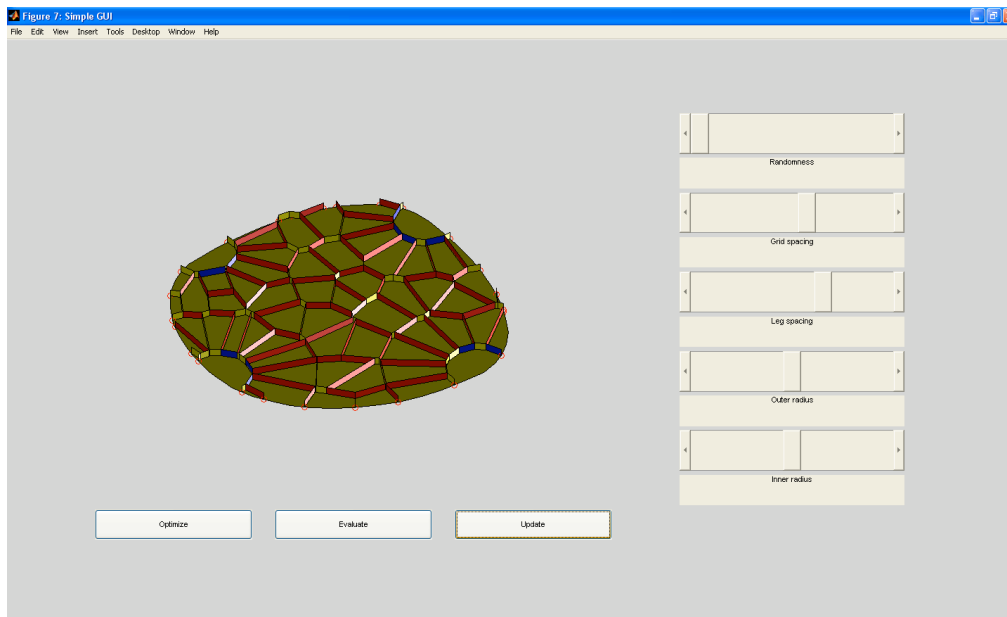 Figure 7: Simple GUI
File Edit View Insert Tools Desktop Window Help
Randomness
Grid spacing
Leg spacing
Outer radius
Inner radius
Optimize Evaluate Update